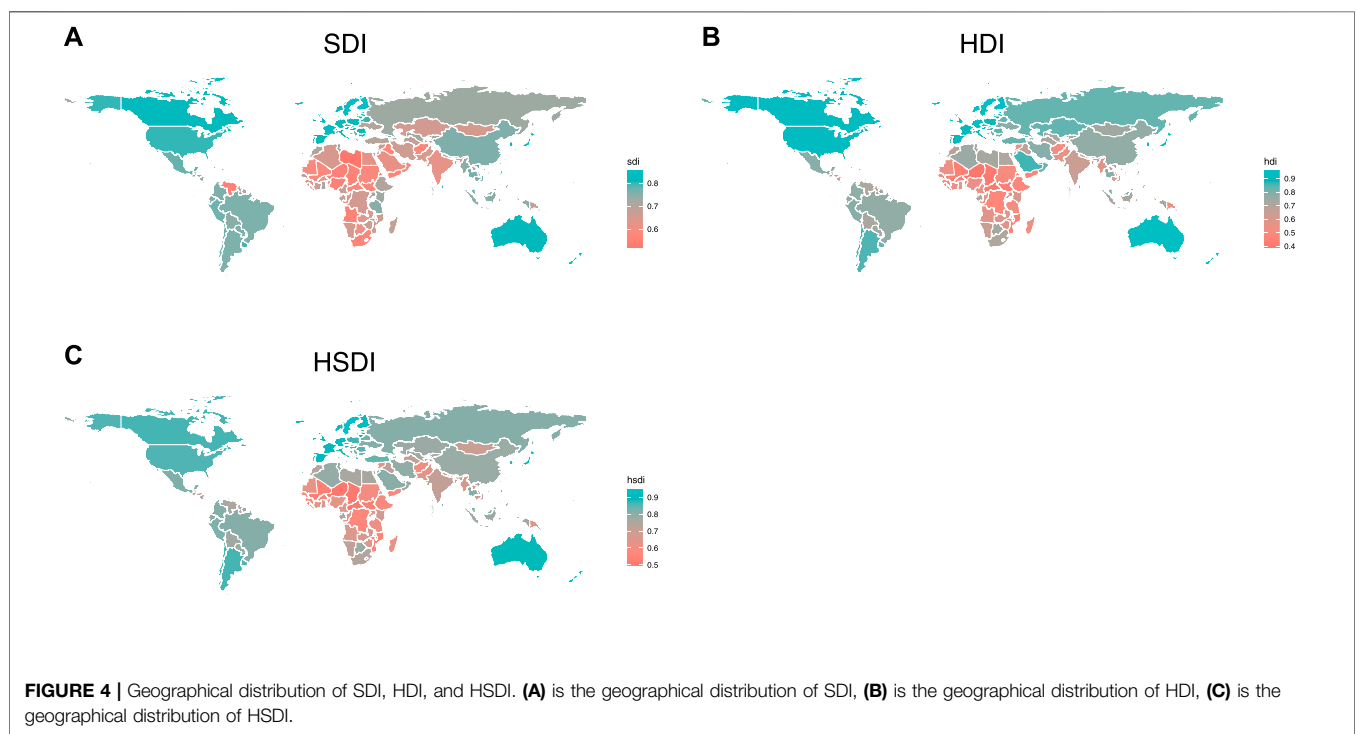 A
SDI
sdi
0.8
0.7
0.6
B
HDI
hdi
0.9
0.8
0.7
0.6
0.5
0.4
C
HSDI
hsdi
0.9
0.8
0.7
0.6
0.5
FIGURE 4 | Geographical distribution of SDI, HDI, and HSDI. (A) is the geographical distribution of SDI, (B) is the geographical distribution of HDI, (C) is the
geographical distribution of HSDI.